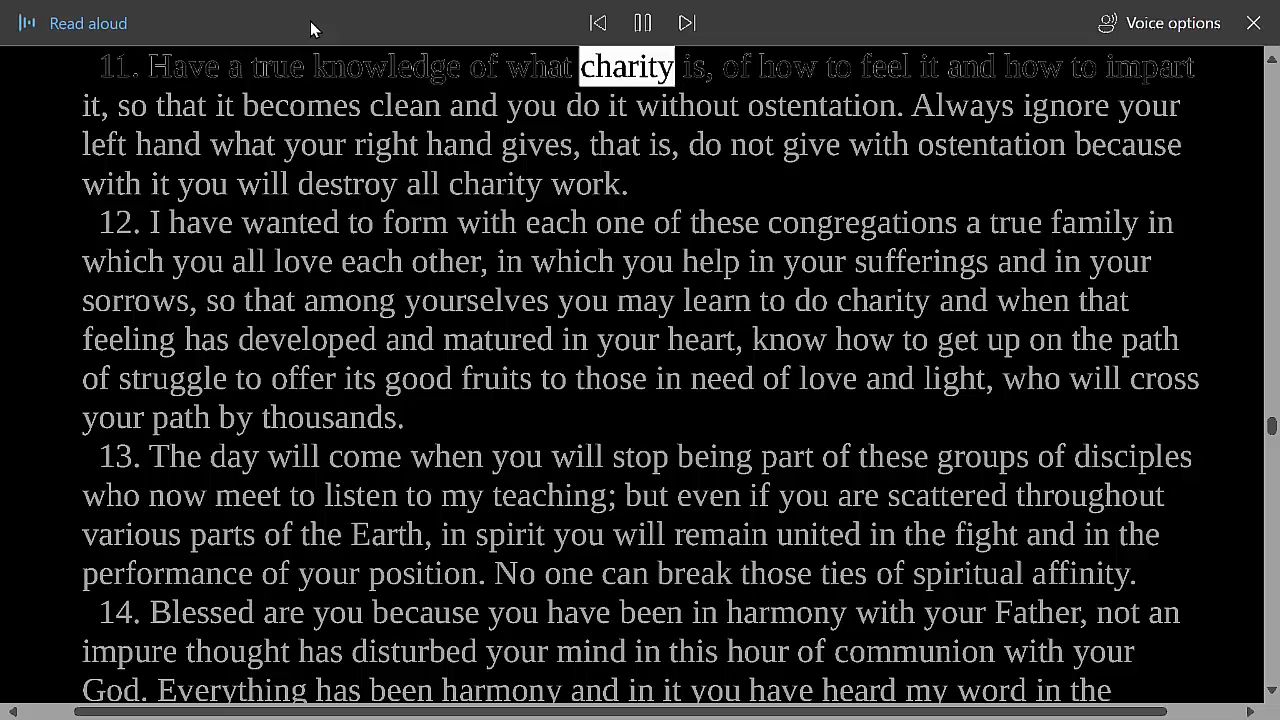 Read aloud
Voice options
11. Have a true knowledge of what charity is, of how to feel it and how to impart
it, so that it becomes clean and you do it without ostentation. Always ignore your
left hand what your right hand gives, that is, do not give with ostentation because
with it you will destroy all charity work.
12. I have wanted to form with each one of these congregations a true family in
which you all love each other, in which you help in your sufferings and in your
sorrows, so that among yourselves you may learn to do charity and when that
feeling has developed and matured in your heart, know how to get up on the path
of struggle to offer its good fruits to those in need of love and light, who will cross
your path by thousands.
13. The day will come when you will stop being part of these groups of disciples
who now meet to listen to my teaching; but even if you are scattered throughout
various parts of the Earth, in spirit you will remain united in the fight and in the
performance of your position. No one can break those ties of spiritual affinity.
14. Blessed are you because you have been in harmony with your Father, not an
impure thought has disturbed your mind in this hour of communion with your
God. Everything has been harmony and in it you have heard my word in the